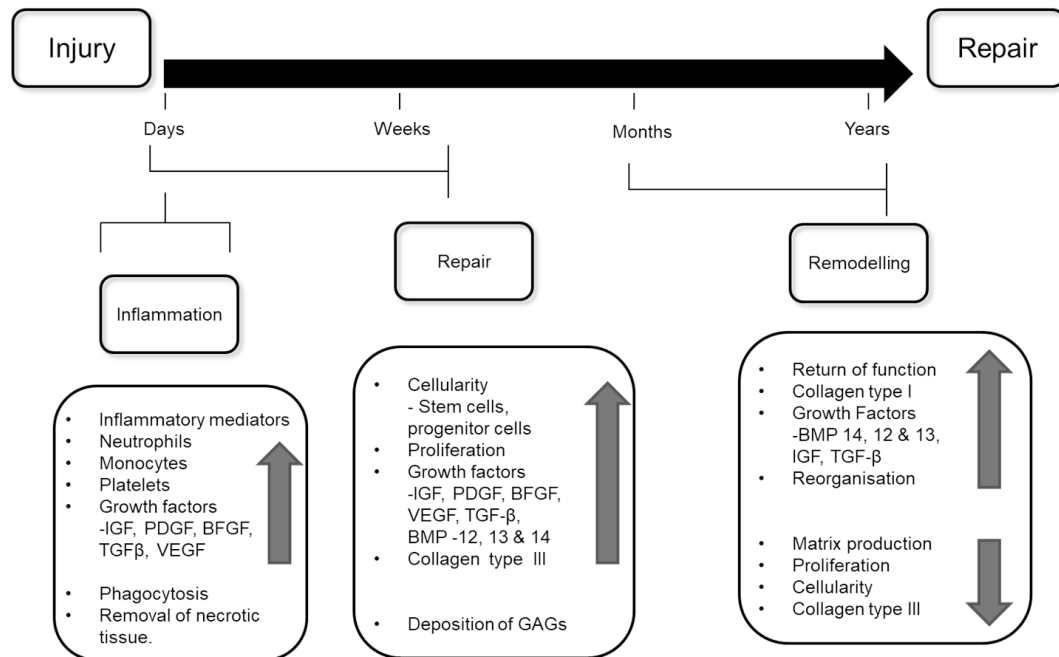 Injury
Repair
Days
Weeks
Months
Years
Inflammation
Repair
Remodelling
• Inflammatory mediators
• Neutrophils
• Monocytes
• Platelets
• Growth factors
-IGF, PDGF, BFGF,
TGFβ, VEGF
• Phagocytosis
• Removal of necrotic
tissue.
• Cellularity
- Stem cells,
progenitor cells
• Proliferation
• Growth factors
-IGF, PDGF, BFGF,
VEGF, TGF-β,
BMP -12, 13 & 14
• Collagen type III
• Deposition of GAGs
• Return of function
• Collagen type I
• Growth Factors
-BMP 14, 12 & 13,
IGF, TGF-β
• Reorganisation
• Matrix production
• Proliferation
• Cellularity
• Collagen type III